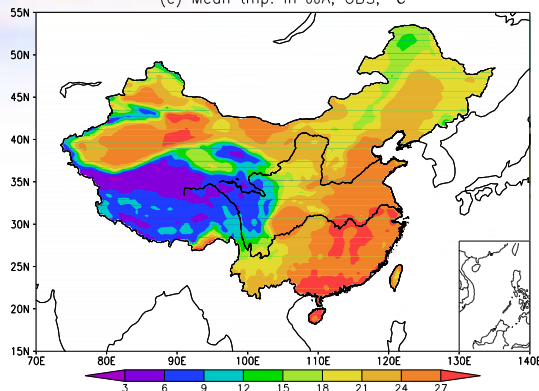 (c) Mean Tmp. in JJA, OBS, °C
55N
50N
45N
40N
35N
30N
25N
20N
15N
70E 80E 90E 100E 110E 120E 130E 140E
3 6 9 12 15 18 21 24 27